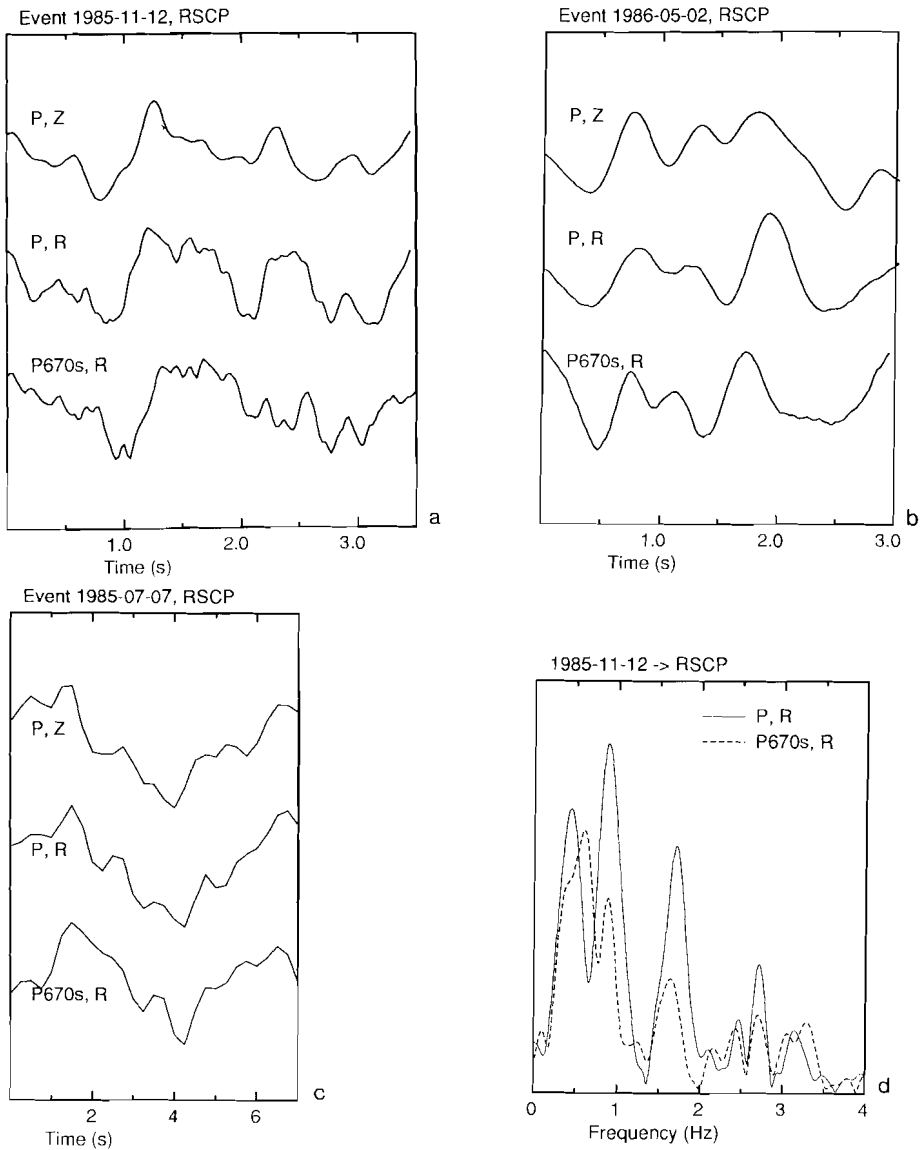 Event 1985-11-12, RSCP
P, Z
P, R
P670s, R
1.0 2.0 3.0
Time (s)
a
Event 1986-05-02, RSCP
P, Z
P, R
P670s, R
1.0 2.0 3.0
Time (s)
b
Event 1985-07-07, RSCP
P, Z
P, R
P670s, R
2 4 6
Time (s)
c
1985-11-12 -> RSCP
P, R
P670s, R
0 1 2 3 4
Frequency (Hz)
d